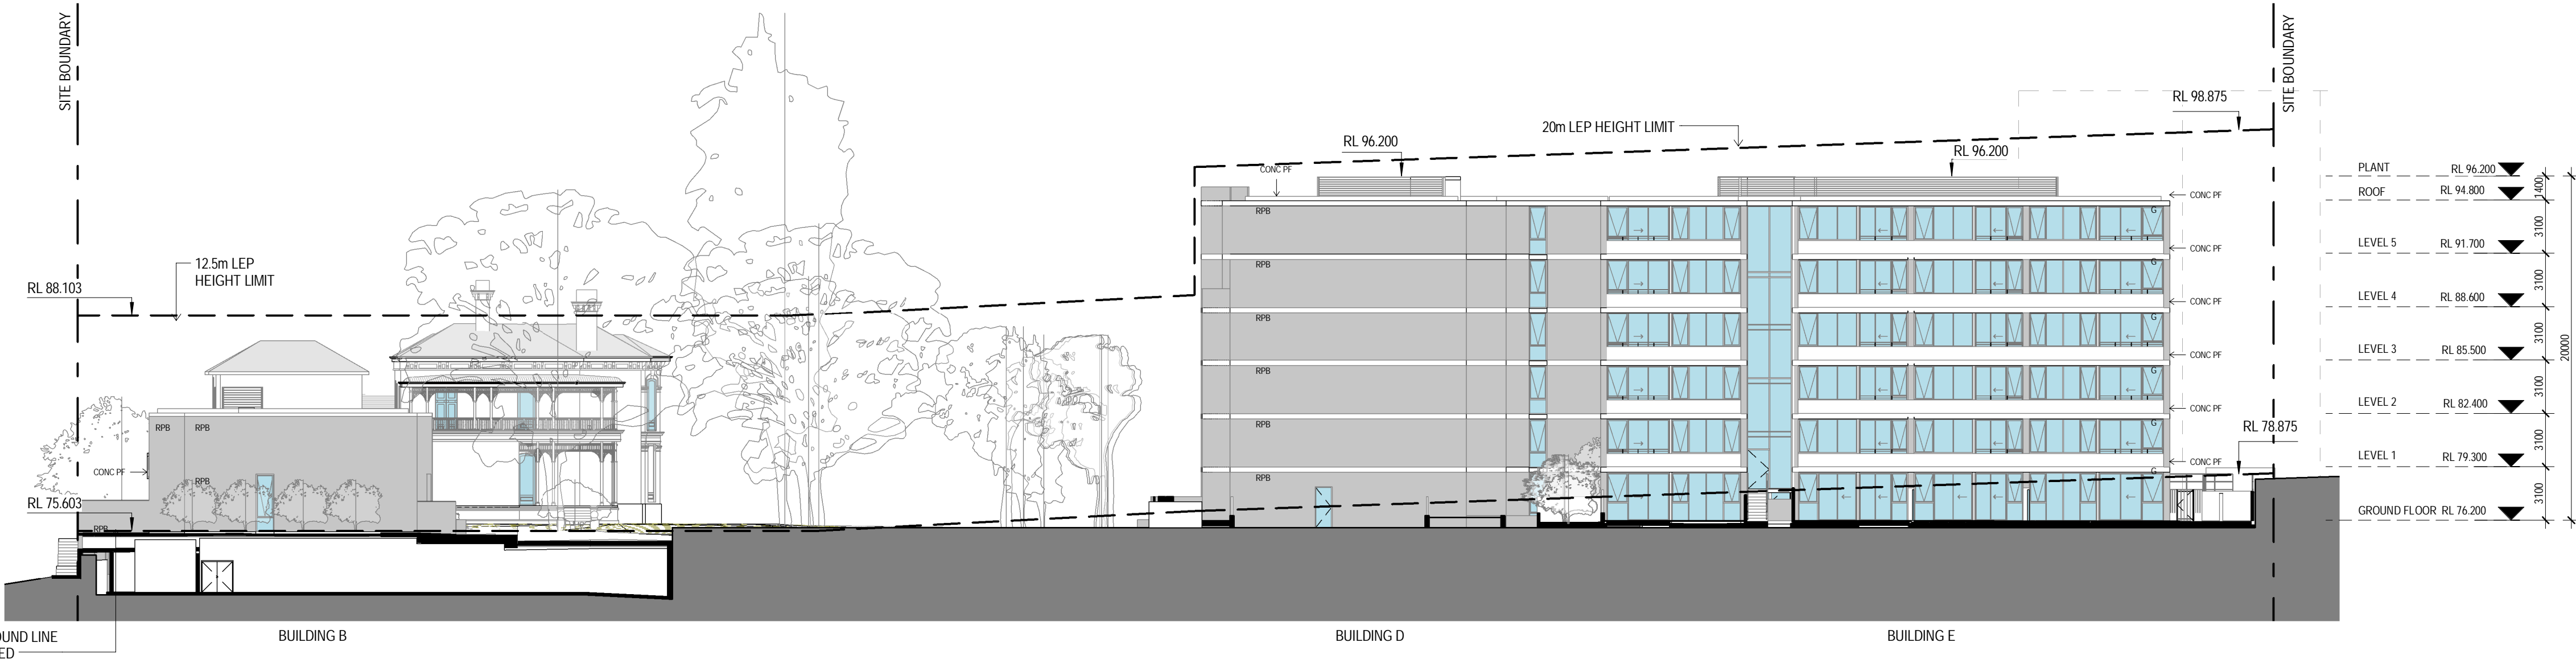 SITE BOUNDARY
RL 88.103
12.5m LEP
HEIGHT LIMIT
RPB
RPB
CONC PF
RPB
RL 75.603
RPB
OUND LINE
ED
BUILDING B
CONC PF
RL 96.200
20m LEP HEIGHT LIMIT
RL 96.200
RL 98.875
SITE BOUNDARY
RPB
RPB
RPB
RPB
RPB
RPB
G
G
G
G
G
G
CONC PF
CONC PF
CONC PF
CONC PF
CONC PF
CONC PF
RL 78.875
BUILDING D
BUILDING E
PLANT RL 96.200
1400
ROOF RL 94.800
3100
LEVEL 5 RL 91.700
3100
LEVEL 4 RL 88.600
3100
LEVEL 3 RL 85.500
3100
LEVEL 2 RL 82.400
3100
LEVEL 1 RL 79.300
3100
GROUND FLOOR RL 76.200
20000